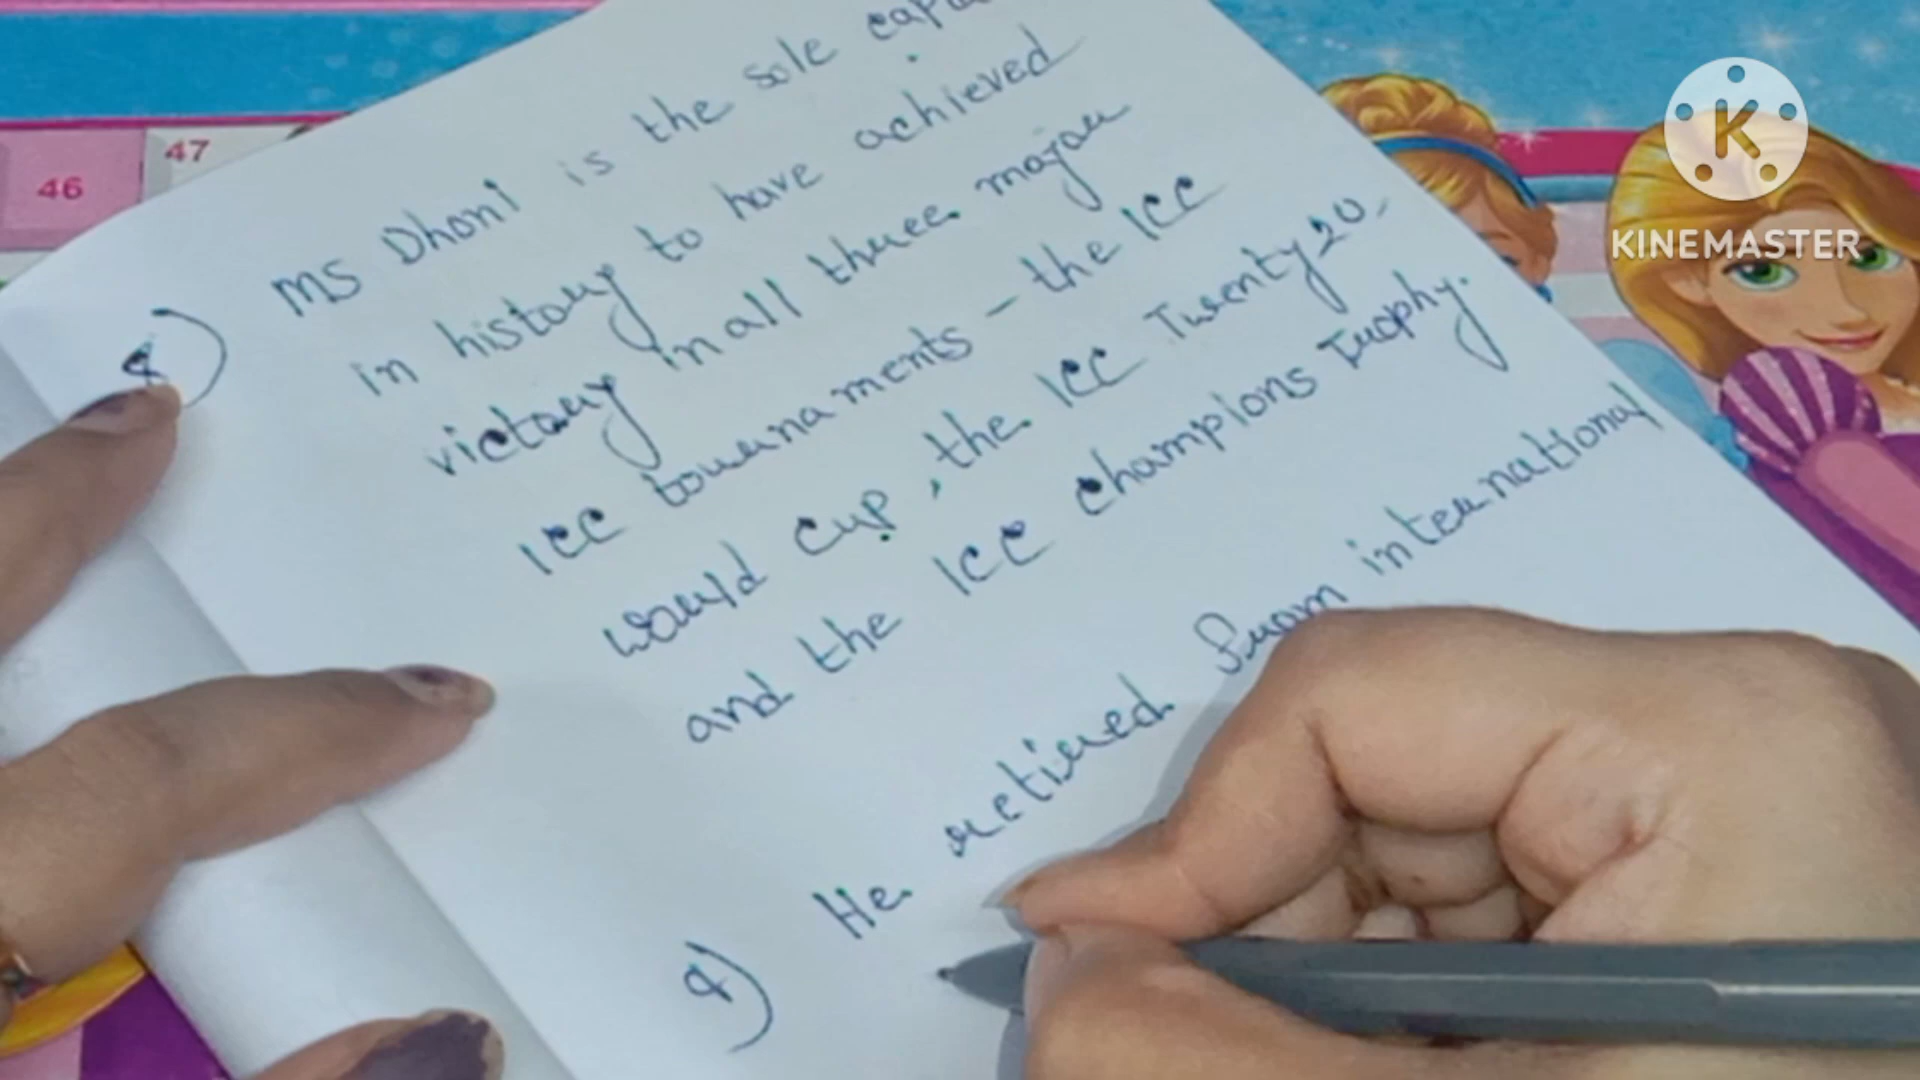 46
47
KINEMASTER
8) MS Dhoni is the sole
in history to have achieved
victory in all three major
ICC tournaments - the ICC
World Cup, the ICC Twenty20,
and the ICC Champions Trophy.
9) He retired from international